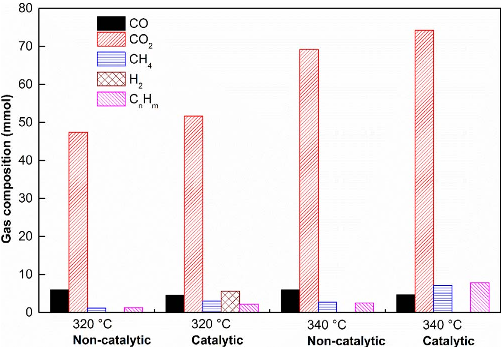 80
70
60
50
40
30
20
10
0
Gas composition (mmol)
CO
CO₂
CH₄
H₂
CₙHₘ
320 °C 320 °C 340 °C 340 °C
Non-catalytic Catalytic Non-catalytic Catalytic